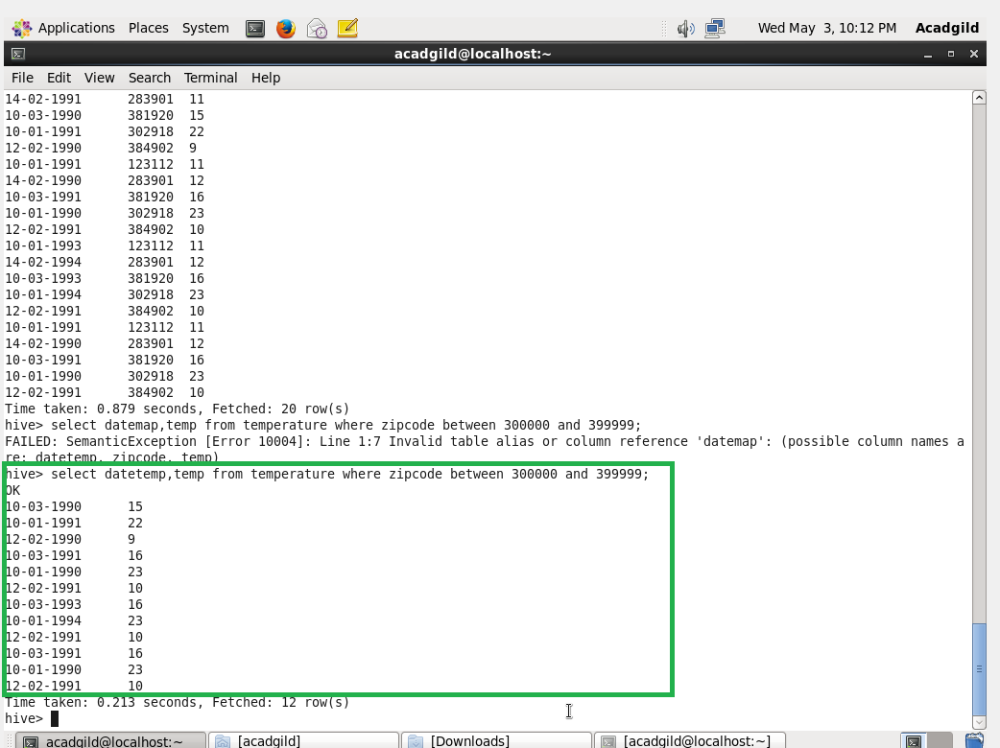 Applications Places System Wed May 3, 10:12 PM Acadgild
acadgild@localhost:~
File Edit View Search Terminal Help
14-02-1991 283901 11
10-03-1990 381920 15
10-01-1991 302918 22
12-02-1990 384902 9
10-01-1991 123112 11
14-02-1990 283901 12
10-03-1991 381920 16
10-01-1990 302918 23
12-02-1991 384902 10
10-01-1993 123112 11
14-02-1994 283901 12
10-03-1993 381920 16
10-01-1994 302918 23
12-02-1991 384902 10
10-01-1991 123112 11
14-02-1990 283901 12
10-03-1991 381920 16
10-01-1990 302918 23
12-02-1991 384902 10
Time taken: 0.879 seconds, Fetched: 20 row(s)
hive> select datemap,temp from temperature where zipcode between 300000 and 399999;
FAILED: SemanticException [Error 10004]: Line 1:7 Invalid table alias or column reference 'datemap': (possible column names a
re: datetemp, zipcode, temp)
hive> select datetemp,temp from temperature where zipcode between 300000 and 399999;
OK
10-03-1990 15
10-01-1991 22
12-02-1990 9
10-03-1991 16
10-01-1990 23
12-02-1991 10
10-03-1993 16
10-01-1994 23
12-02-1991 10
10-03-1991 16
10-01-1990 23
12-02-1991 10
Time taken: 0.213 seconds, Fetched: 12 row(s)
hive>
acadgild@localhost:~ [acadgild] [Downloads] [acadgild@localhost:~]